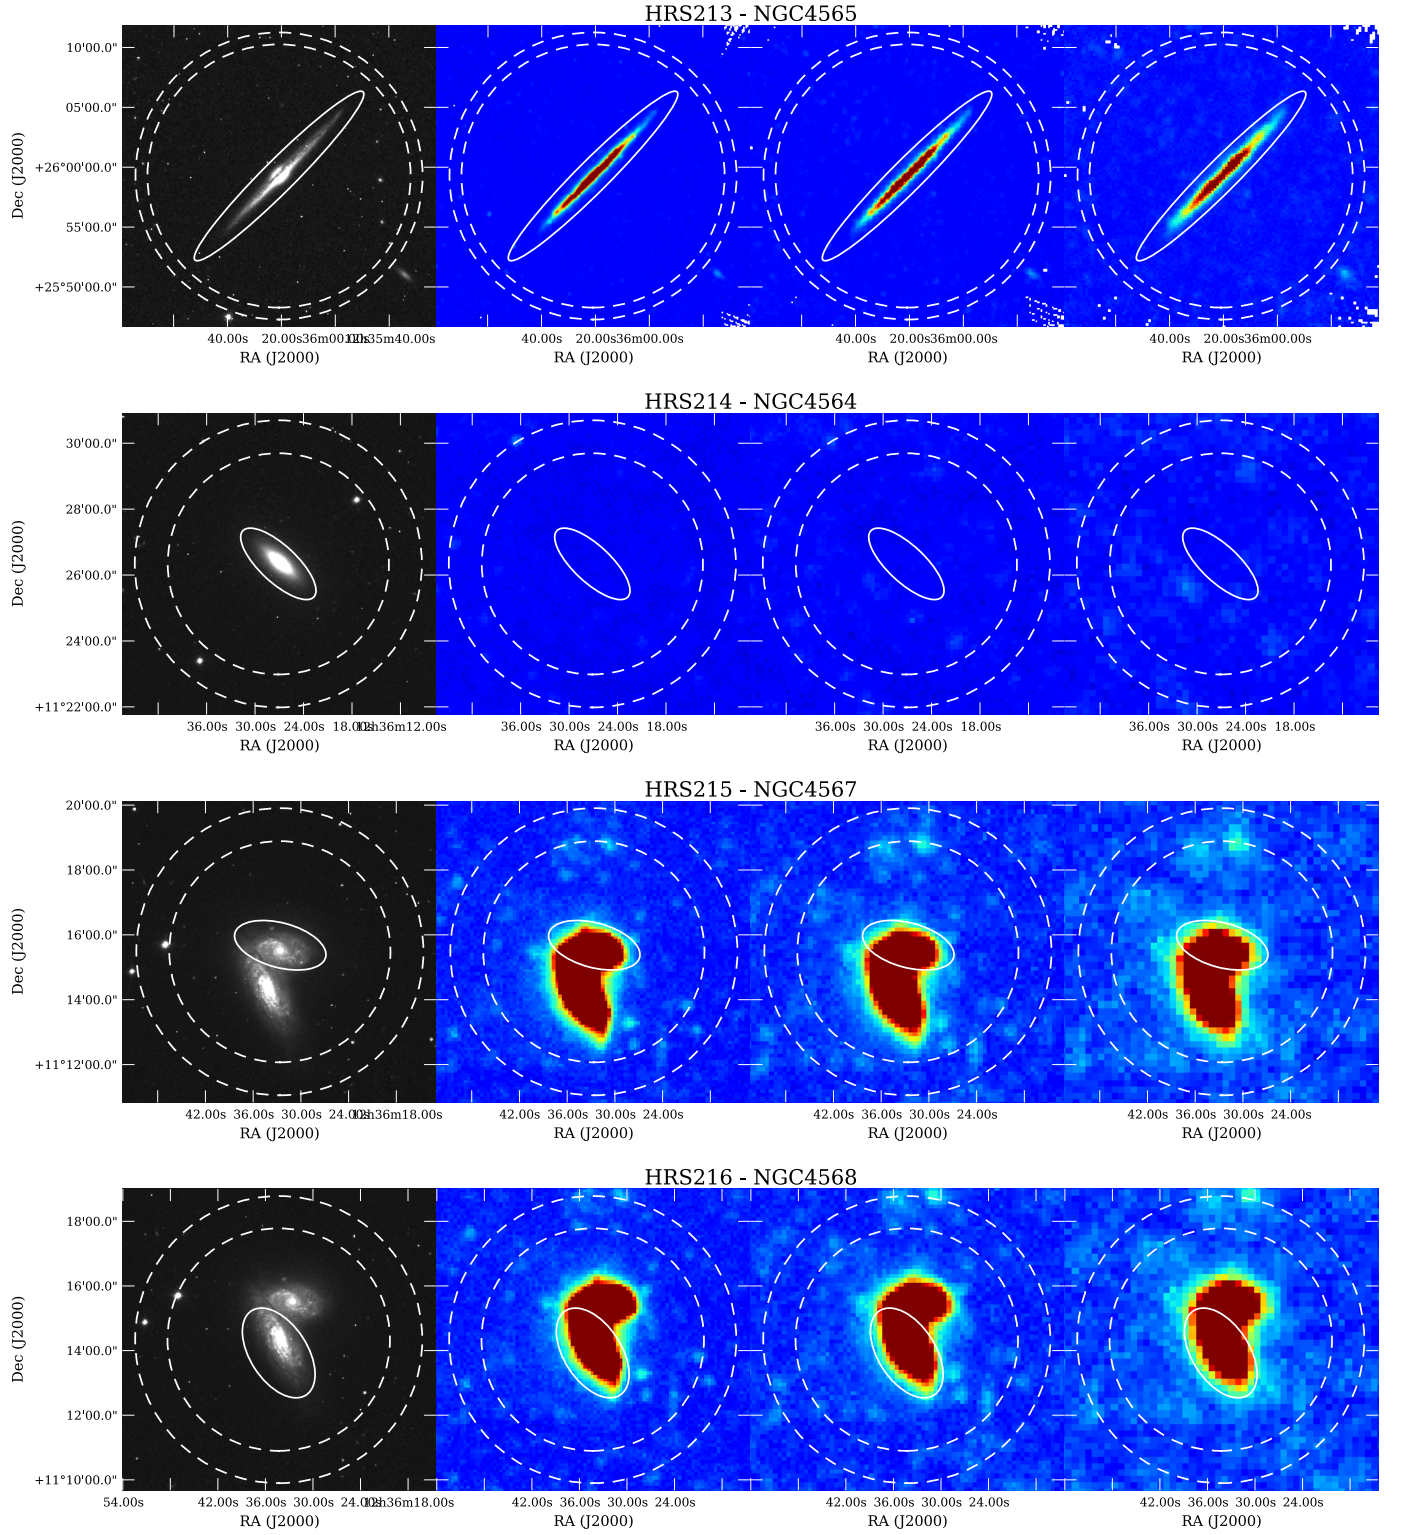 HRS213 - NGC4565
10'00.0"
05'00.0"
+26°00'00.0"
55'00.0"
+25°50'00.0"
Dec (J2000)
40.00s 20.00s36m00.00s12h35m40.00s 40.00s 20.00s36m00.00s 40.00s 20.00s36m00.00s 40.00s 20.00s36m00.00s
RA (J2000) RA (J2000) RA (J2000) RA (J2000)
HRS214 - NGC4564
30'00.0"
28'00.0"
26'00.0"
24'00.0"
+11°22'00.0"
Dec (J2000)
36.00s 30.00s 24.00s 18.00s12h36m12.00s 36.00s 30.00s 24.00s 18.00s 36.00s 30.00s 24.00s 18.00s 36.00s 30.00s 24.00s 18.00s
RA (J2000) RA (J2000) RA (J2000) RA (J2000)
HRS215 - NGC4567
20'00.0"
18'00.0"
16'00.0"
14'00.0"
+11°12'00.0"
Dec (J2000)
42.00s 36.00s 30.00s 24.00s12h36m18.00s 42.00s 36.00s 30.00s 24.00s 42.00s 36.00s 30.00s 24.00s 42.00s 36.00s 30.00s 24.00s
RA (J2000) RA (J2000) RA (J2000) RA (J2000)
HRS216 - NGC4568
18'00.0"
16'00.0"
14'00.0"
12'00.0"
+11°10'00.0"
Dec (J2000)
54.00s 42.00s 36.00s 30.00s 24.00s12h36m18.00s 42.00s 36.00s 30.00s 24.00s 42.00s 36.00s 30.00s 24.00s 42.00s 36.00s 30.00s 24.00s
RA (J2000) RA (J2000) RA (J2000) RA (J2000)